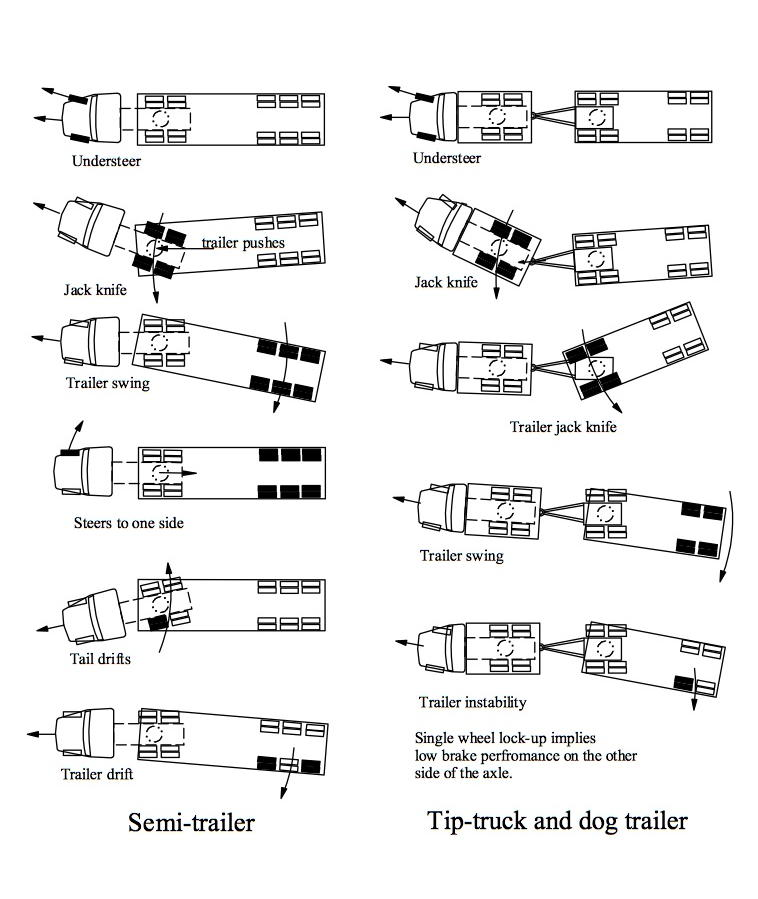 Understeer
trailer pushes
Jack knife
Trailer swing
Steers to one side
Tail drifts
Trailer drift
Semi-trailer
Understeer
Jack knife
Trailer jack knife
Trailer swing
Trailer instability
Single wheel lock-up implies
low brake perfromance on the other
side of the axle.
Tip-truck and dog trailer